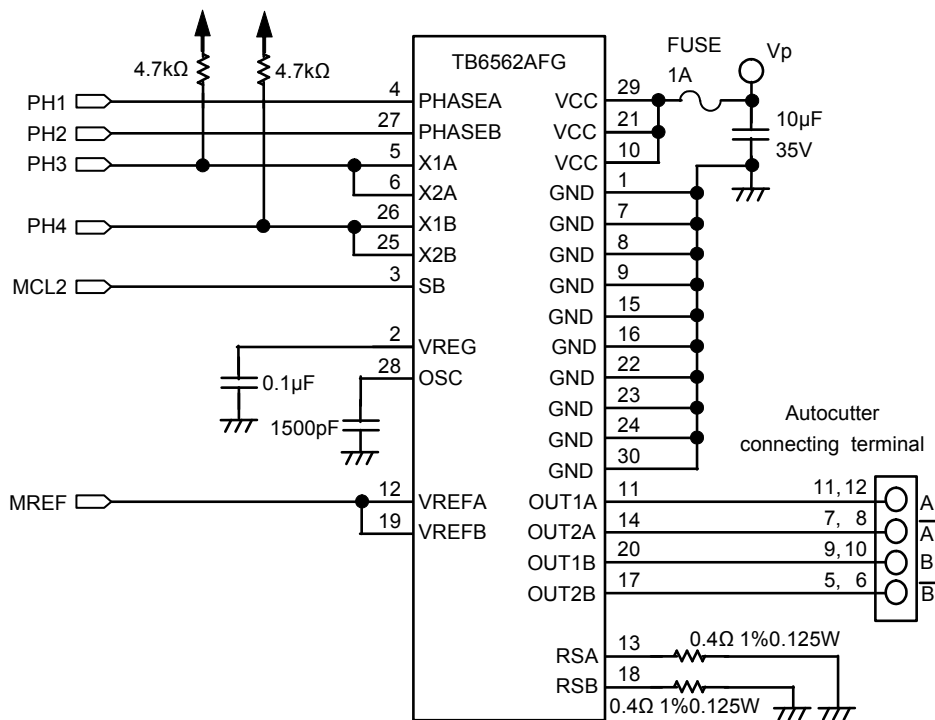 4.7kΩ
4.7kΩ
TB6562AFG
FUSE
1A
Vp
10µF
35V
PH1
4
PHASEA
VCC
29
PH2
27
PHASEB
VCC
21
PH3
5
X1A
VCC
10
6
X2A
GND
1
PH4
26
X1B
GND
7
25
X2B
GND
8
MCL2
3
SB
GND
9
GND
15
2
VREG
GND
16
0.1µF
28
OSC
GND
22
1500pF
GND
23
GND
24
GND
30
Autocutter
connecting terminal
MREF
12
VREFA
OUT1A
11
11, 12
A
19
VREFB
OUT2A
14
7, 8
A̅
OUT1B
20
9, 10
B
OUT2B
17
5, 6
B̅
RSA
13
0.4Ω 1%0.125W
RSB
18
0.4Ω 1%0.125W